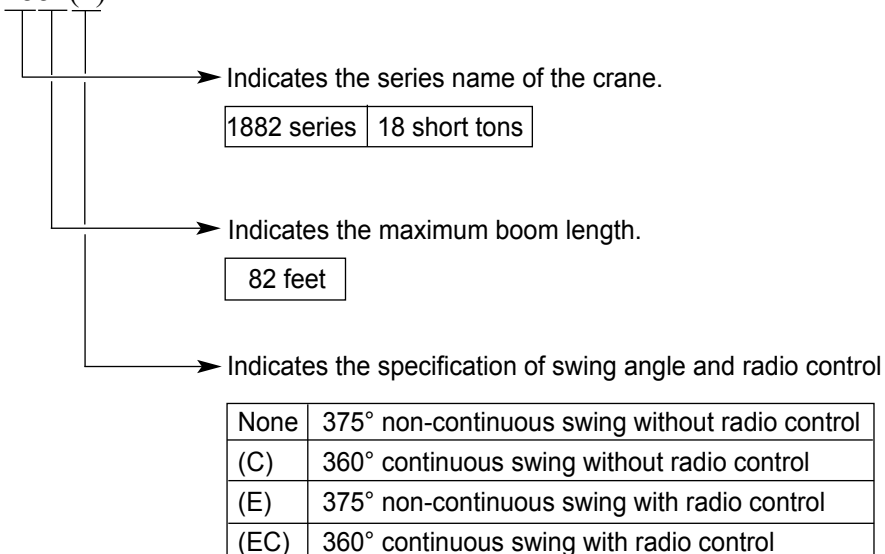 Indicates the series name of the crane.
1882 series 18 short tons
Indicates the maximum boom length.
82 feet
Indicates the specification of swing angle and radio control
None 375° non-continuous swing without radio control
(C) 360° continuous swing without radio control
(E) 375° non-continuous swing with radio control
(EC) 360° continuous swing with radio control